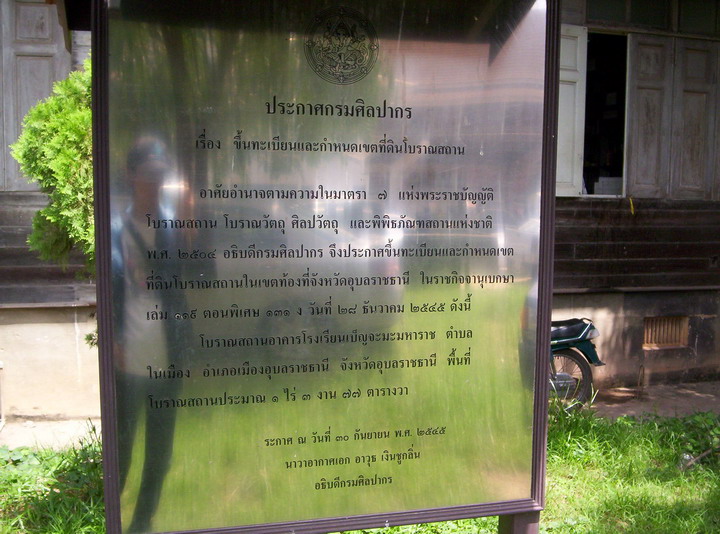 ประกาศกรมศิลปากร
เรื่อง ขึ้นทะเบียนและกำหนดเขตที่ดินโบราณสถาน
อาศัยอำนาจตามความในมาตรา ๗ แห่งพระราชบัญญัติ
โบราณสถาน โบราณวัตถุ ศิลปวัตถุ และพิพิธภัณฑสถานแห่งชาติ
พ.ศ. ๒๕๐๔ อธิบดีกรมศิลปากร จึงประกาศขึ้นทะเบียนและกำหนดเขต
ที่ดินโบราณสถานในเขตท้องที่จังหวัดอุบลราชธานี ในราชกิจจานุเบกษา
เล่ม ๑๑๙ ตอนพิเศษ ๑๓๑ ง วันที่ ๒๘ ธันวาคม ๒๕๔๕ ดังนี้
โบราณสถานอาคารโรงเรียนเบ็ญจะมะมหาราช ตำบล
ในเมือง อำเภอเมืองอุบลราชธานี จังหวัดอุบลราชธานี พื้นที่
โบราณสถานประมาณ ๑ ไร่ ๓ งาน ๗๗ ตารางวา
ระกาศ ณ วันที่ ๓๐ กันยายน พ.ศ. ๒๕๔๕
นาวาอากาศเอก อาวุธ เงินชูกลิ่น
อธิบดีกรมศิลปากร